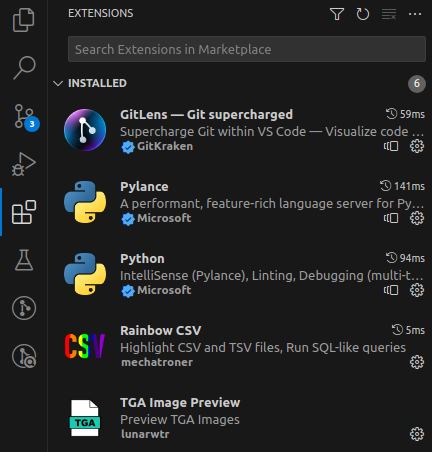 EXTENSIONS
Search Extensions in Marketplace
INSTALLED 6
GitLens — Git supercharged 59ms
Supercharge Git within VS Code — Visualize code ...
GitKraken
3
Pylance 141ms
A performant, feature-rich language server for Py...
Microsoft
Python 94ms
IntelliSense (Pylance), Linting, Debugging (multi-t...
Microsoft
CSV
Rainbow CSV 5ms
Highlight CSV and TSV files, Run SQL-like queries
mechatroner
TGA
TGA Image Preview
Preview TGA Images
lunarwtr